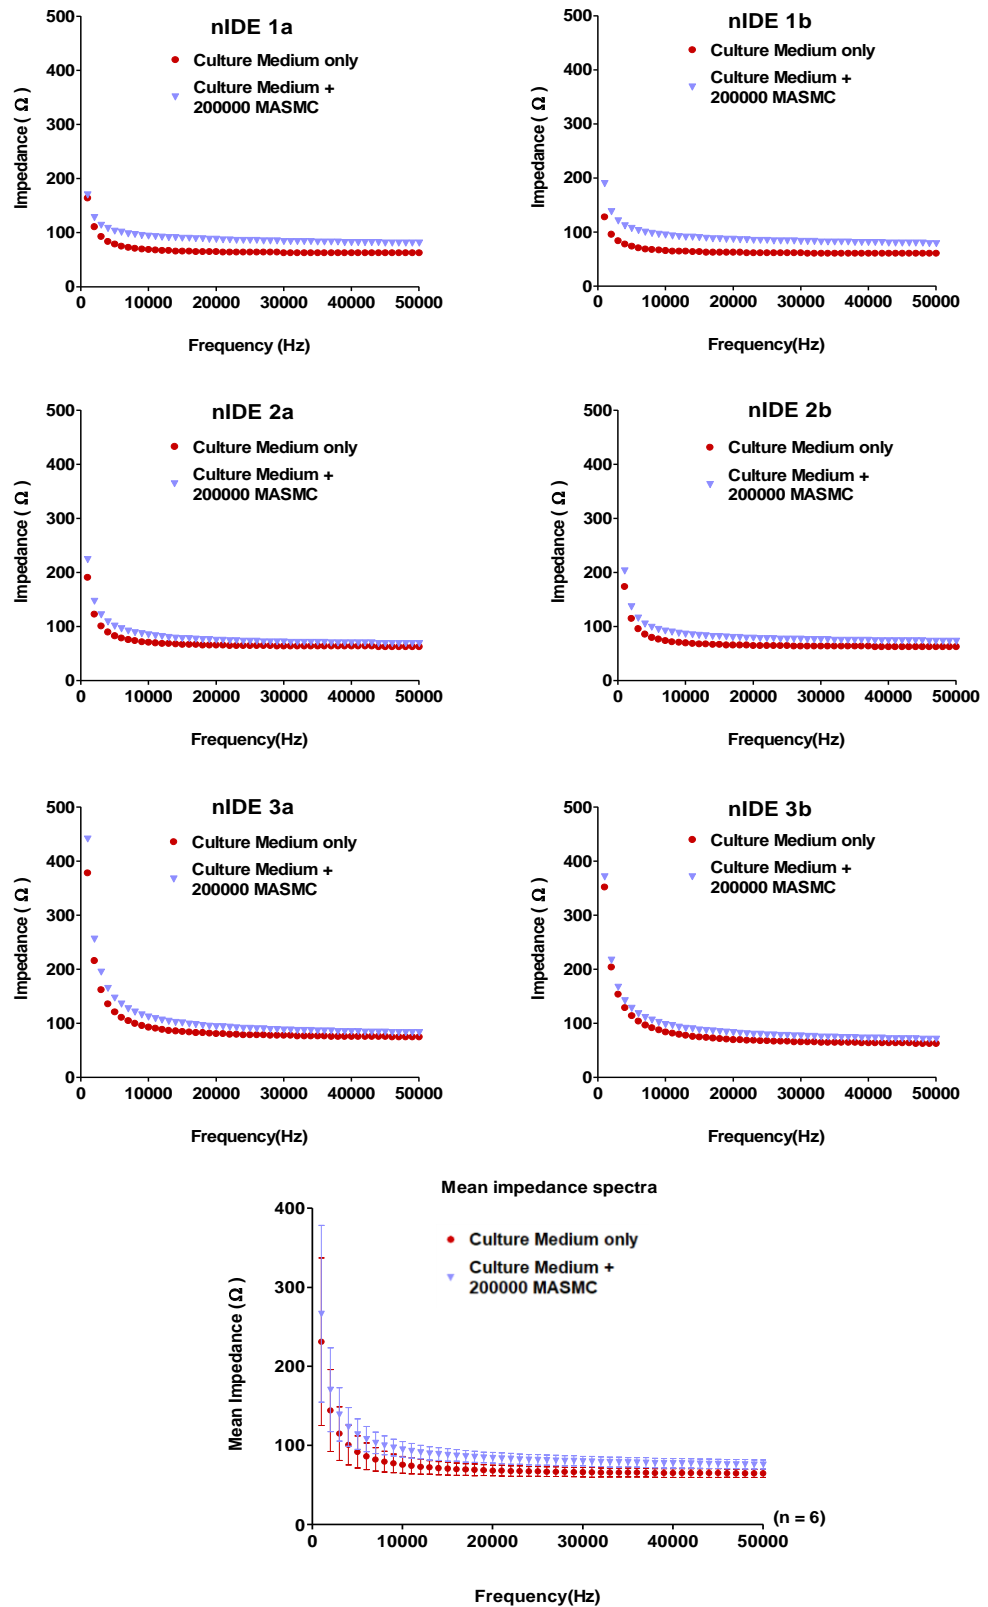 nIDE 1a
Culture Medium only
Culture Medium +
200000 MASMC
Impedance ( Ω )
500
400
300
200
100
0
0 10000 20000 30000 40000 50000
Frequency (Hz)
nIDE 1b
Culture Medium only
Culture Medium +
200000 MASMC
Impedance ( Ω )
500
400
300
200
100
0
0 10000 20000 30000 40000 50000
Frequency(Hz)
nIDE 2a
Culture Medium only
Culture Medium +
200000 MASMC
Impedance ( Ω )
500
400
300
200
100
0
0 10000 20000 30000 40000 50000
Frequency(Hz)
nIDE 2b
Culture Medium only
Culture Medium +
200000 MASMC
Impedance ( Ω )
500
400
300
200
100
0
0 10000 20000 30000 40000 50000
Frequency(Hz)
nIDE 3a
Culture Medium only
Culture Medium +
200000 MASMC
Impedance ( Ω )
500
400
300
200
100
0
0 10000 20000 30000 40000 50000
Frequency(Hz)
nIDE 3b
Culture Medium only
Culture Medium +
200000 MASMC
Impedance ( Ω )
500
400
300
200
100
0
0 10000 20000 30000 40000 50000
Frequency(Hz)
Mean impedance spectra
Culture Medium only
Culture Medium +
200000 MASMC
Mean Impedance ( Ω )
400
300
200
100
0
(n = 6)
0 10000 20000 30000 40000 50000
Frequency(Hz)